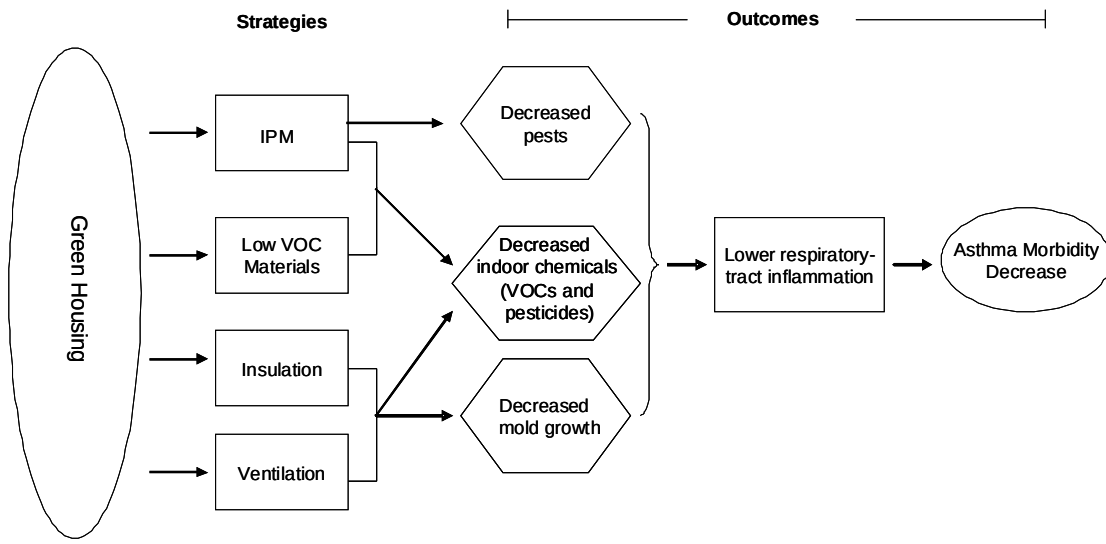 Strategies
Outcomes
Green Housing
IPM
Low VOC
Materials
Insulation
Ventilation
Decreased
pests
Decreased
indoor chemicals
(VOCs and
pesticides)
Decreased
mold growth
Lower respiratory-
tract inflammation
Asthma Morbidity
Decrease